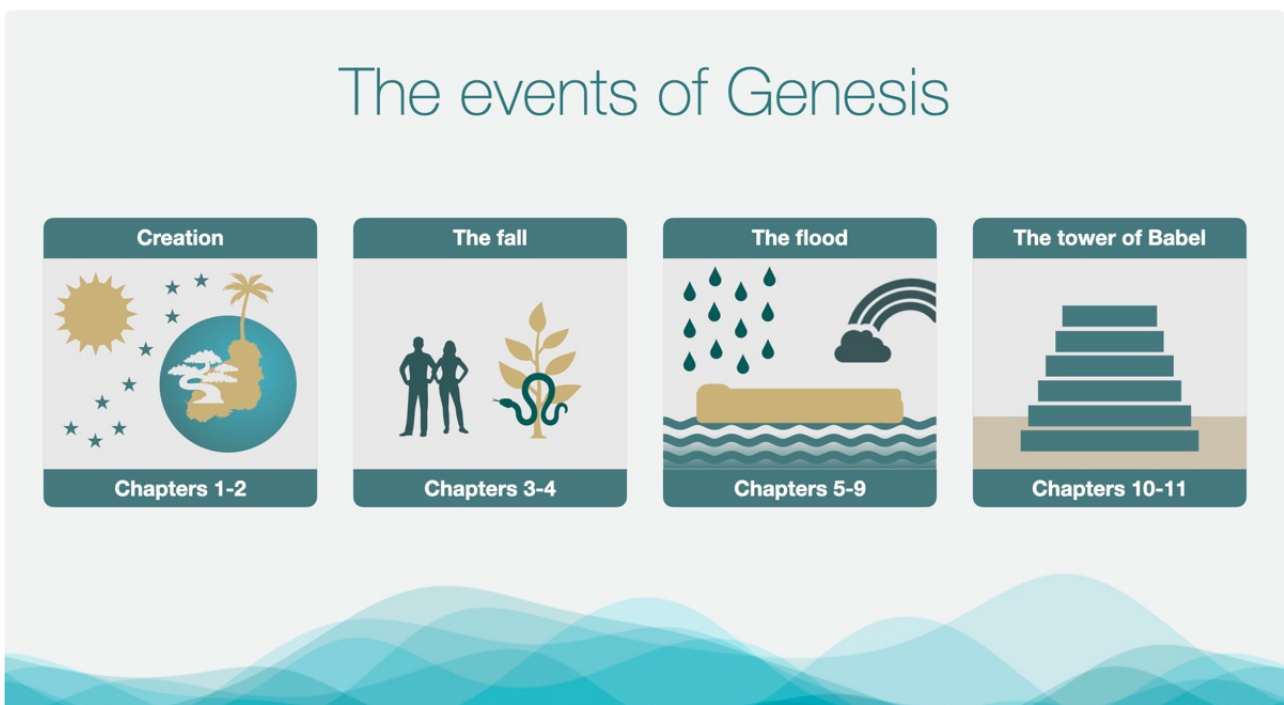 The events of Genesis
Creation
Chapters 1-2
The fall
Chapters 3-4
The flood
Chapters 5-9
The tower of Babel
Chapters 10-11